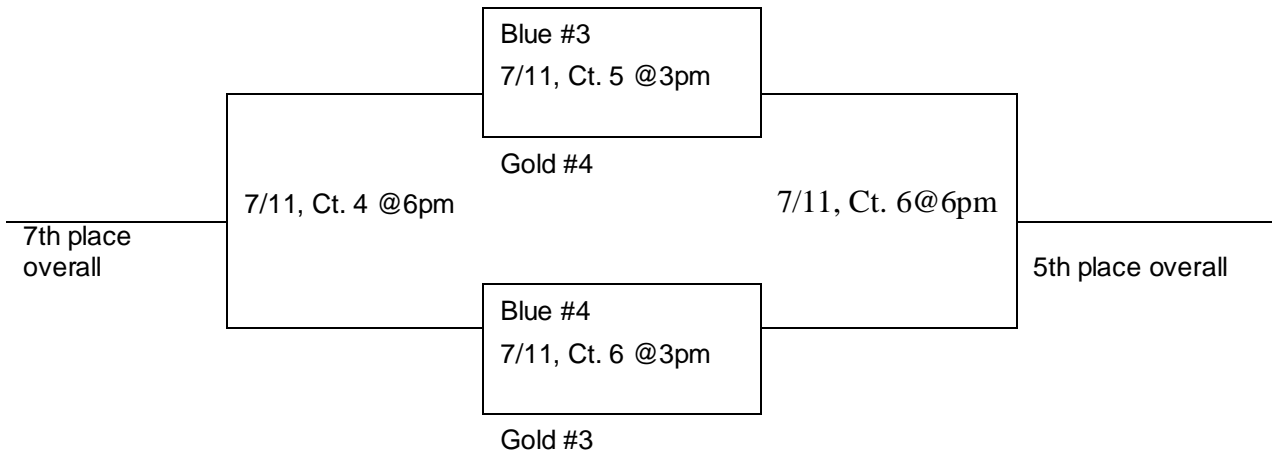 Blue #3
7/11, Ct. 5 @3pm
Gold #4
7/11, Ct. 4 @6pm
7/11, Ct. 6@6pm
7th place
overall
5th place overall
Blue #4
7/11, Ct. 6 @3pm
Gold #3